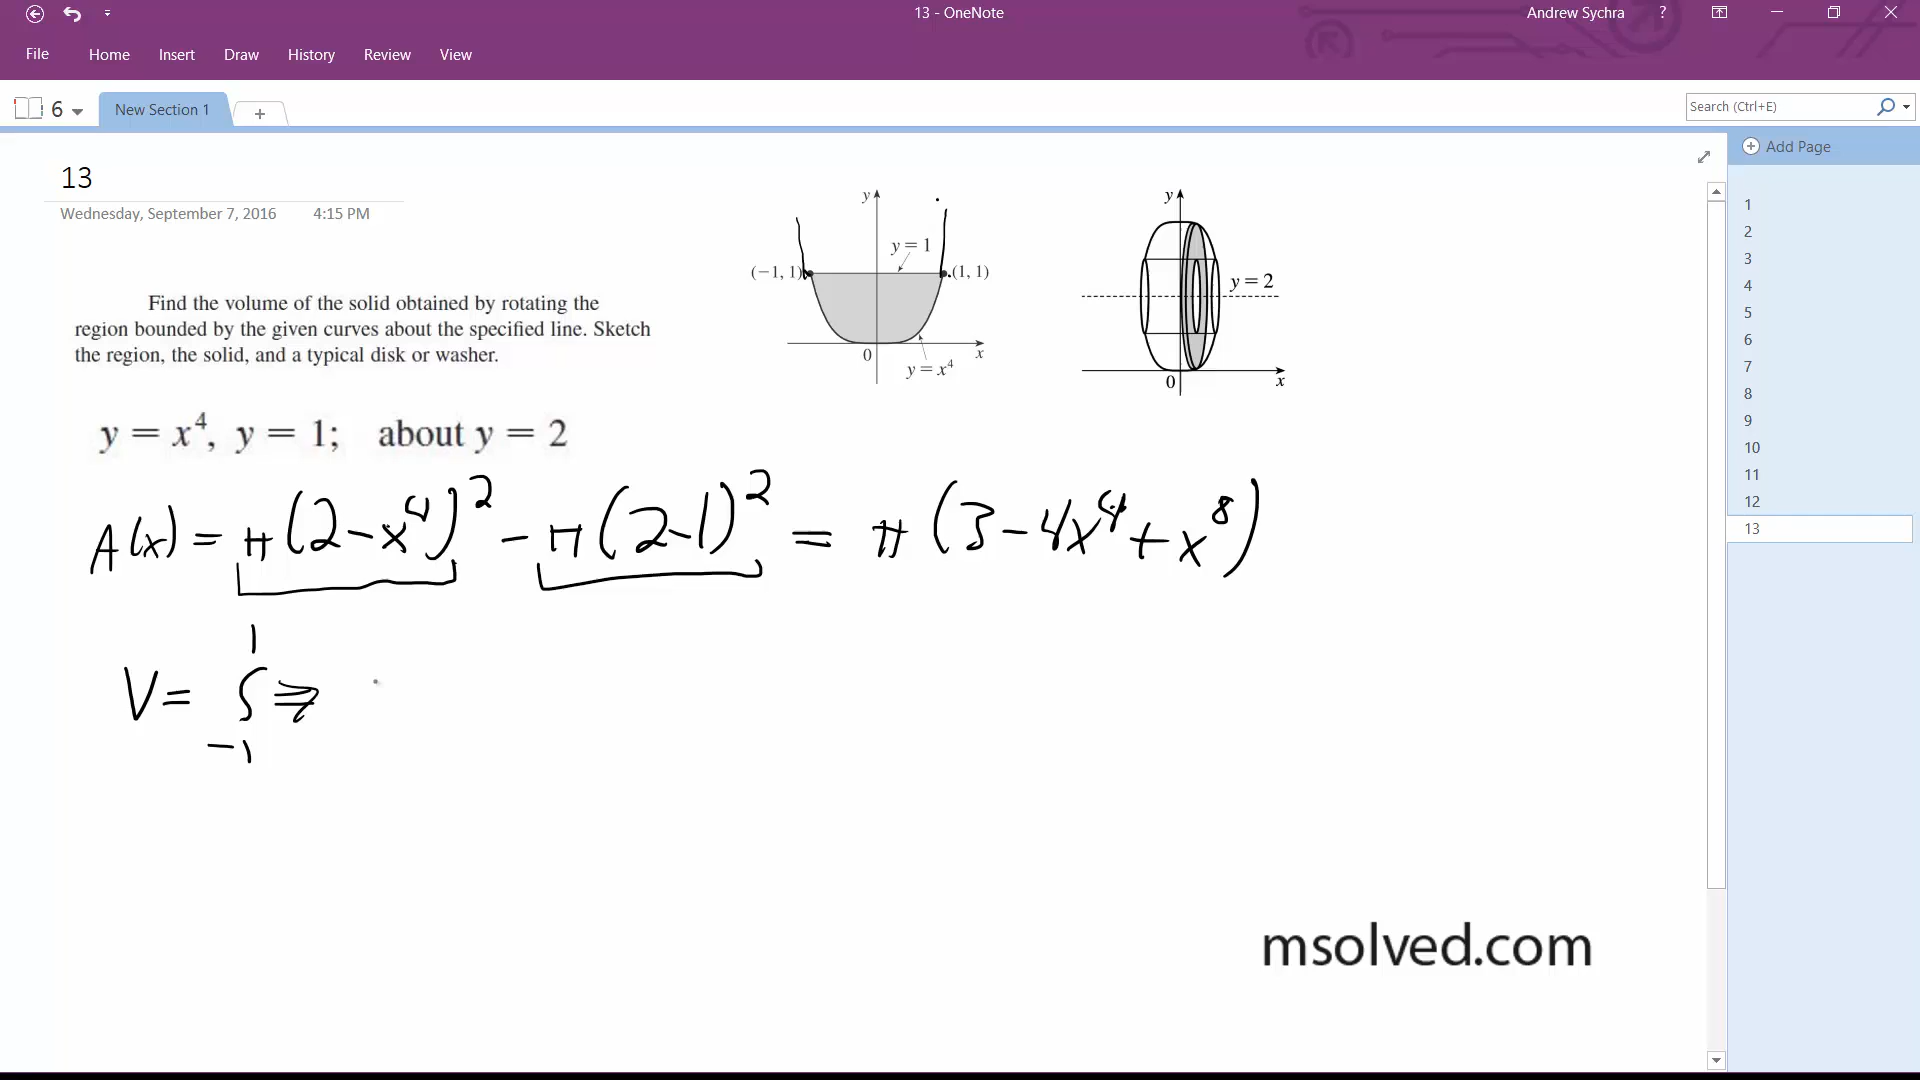 13 - OneNote
Andrew Sychra
?
File Home Insert Draw History Review View
6
New Section 1
+
Search (Ctrl+E)
Add Page
13
Wednesday, September 7, 2016 4:15 PM
Find the volume of the solid obtained by rotating the
region bounded by the given curves about the specified line. Sketch
the region, the solid, and a typical disk or washer.
y = x⁴, y = 1; about y = 2
y
y = 1
(−1, 1)
(1, 1)
0
x
y = x⁴
y
y = 2
0
x
A(x) = π(2-x⁴)² - π(2-1)² = π(3-4x⁴+x⁸)
1
V= ∫
-1
msolved.com
1
2
3
4
5
6
7
8
9
10
11
12
13